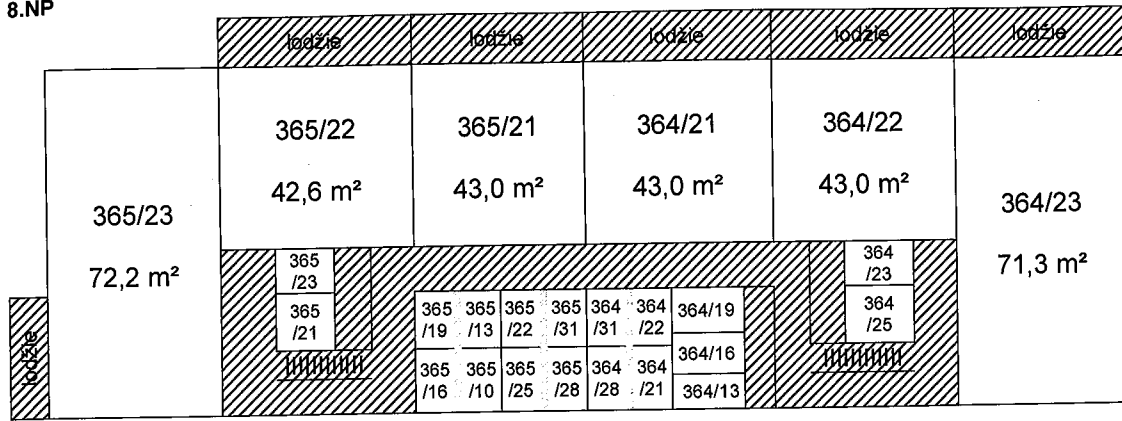 8.NP
lodžie lodžie lodžie lodžie lodžie
365/22 365/21 364/21 364/22
42,6 m² 43,0 m² 43,0 m² 43,0 m²
365/23
72,2 m²
364/23
71,3 m²
lodžie
365
/23
365
/21
364
/23
364
/25
365 365 365 365 364 364 364/19
/19 /13 /22 /31 /31 /22
364/16
365 365 365 365 364 364
/16 /10 /25 /28 /28 /21 364/13